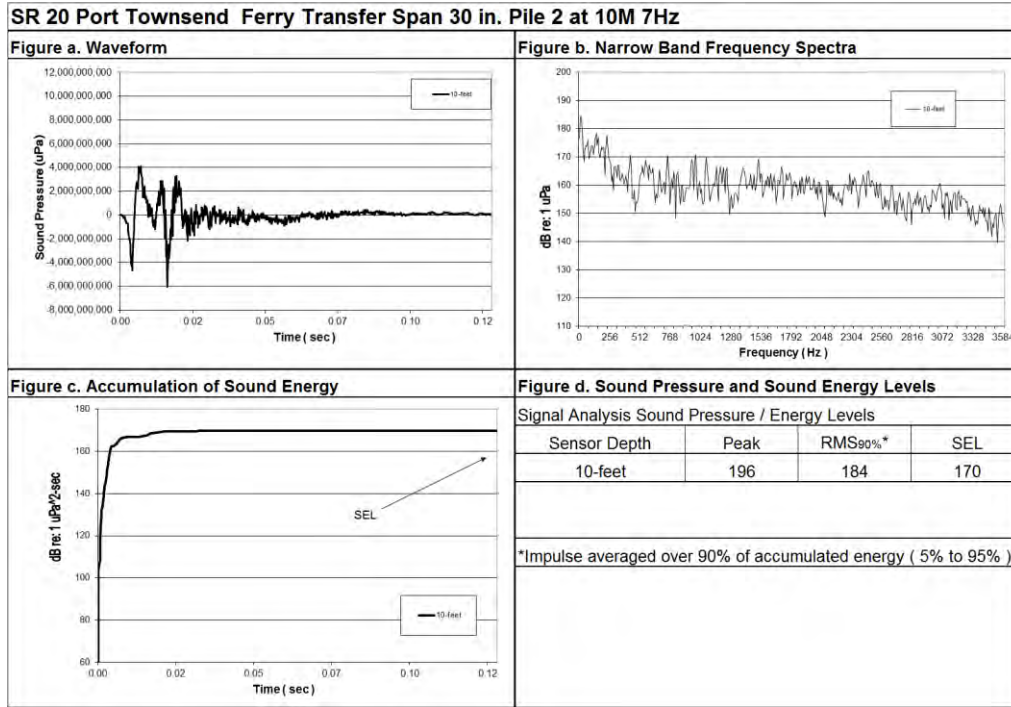 SR 20 Port Townsend Ferry Transfer Span 30 in. Pile 2 at 10M 7Hz
Figure a. Waveform
12,000,000,000
10,000,000,000
8,000,000,000
6,000,000,000
4,000,000,000
2,000,000,000
0
-2,000,000,000
-4,000,000,000
-6,000,000,000
-8,000,000,000
Sound Pressure (uPa)
10-feet
0.00 0.02 0.05 0.07 0.10 0.12
Time ( sec )
Figure b. Narrow Band Frequency Spectra
200
190
180
170
160
150
140
130
120
110
dB re: 1 uPa
10-feet
0 256 512 768 1024 1280 1536 1792 2048 2304 2560 2816 3072 3328 3584
Frequency ( Hz )
Figure c. Accumulation of Sound Energy
180
160
140
120
100
80
60
dB re: 1 uPa^2-sec
SEL
10-feet
0.00 0.02 0.05 0.07 0.10 0.12
Time ( sec )
Figure d. Sound Pressure and Sound Energy Levels
Signal Analysis Sound Pressure / Energy Levels
Sensor Depth Peak RMS90%* SEL
10-feet 196 184 170
*Impulse averaged over 90% of accumulated energy ( 5% to 95% )